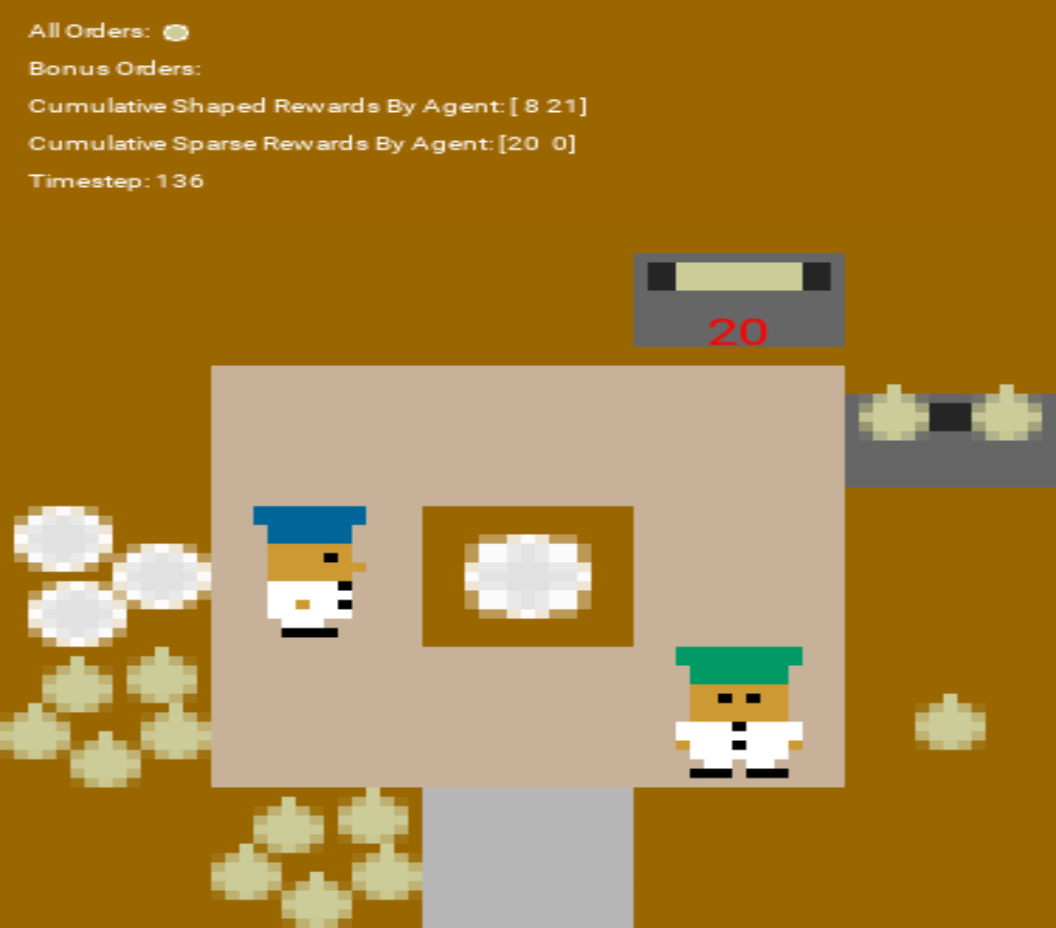 All Orders:
Bonus Orders:
Cumulative Shaped Rewards By Agent: [ 8 21]
Cumulative Sparse Rewards By Agent: [20  0]
Timestep: 136
20